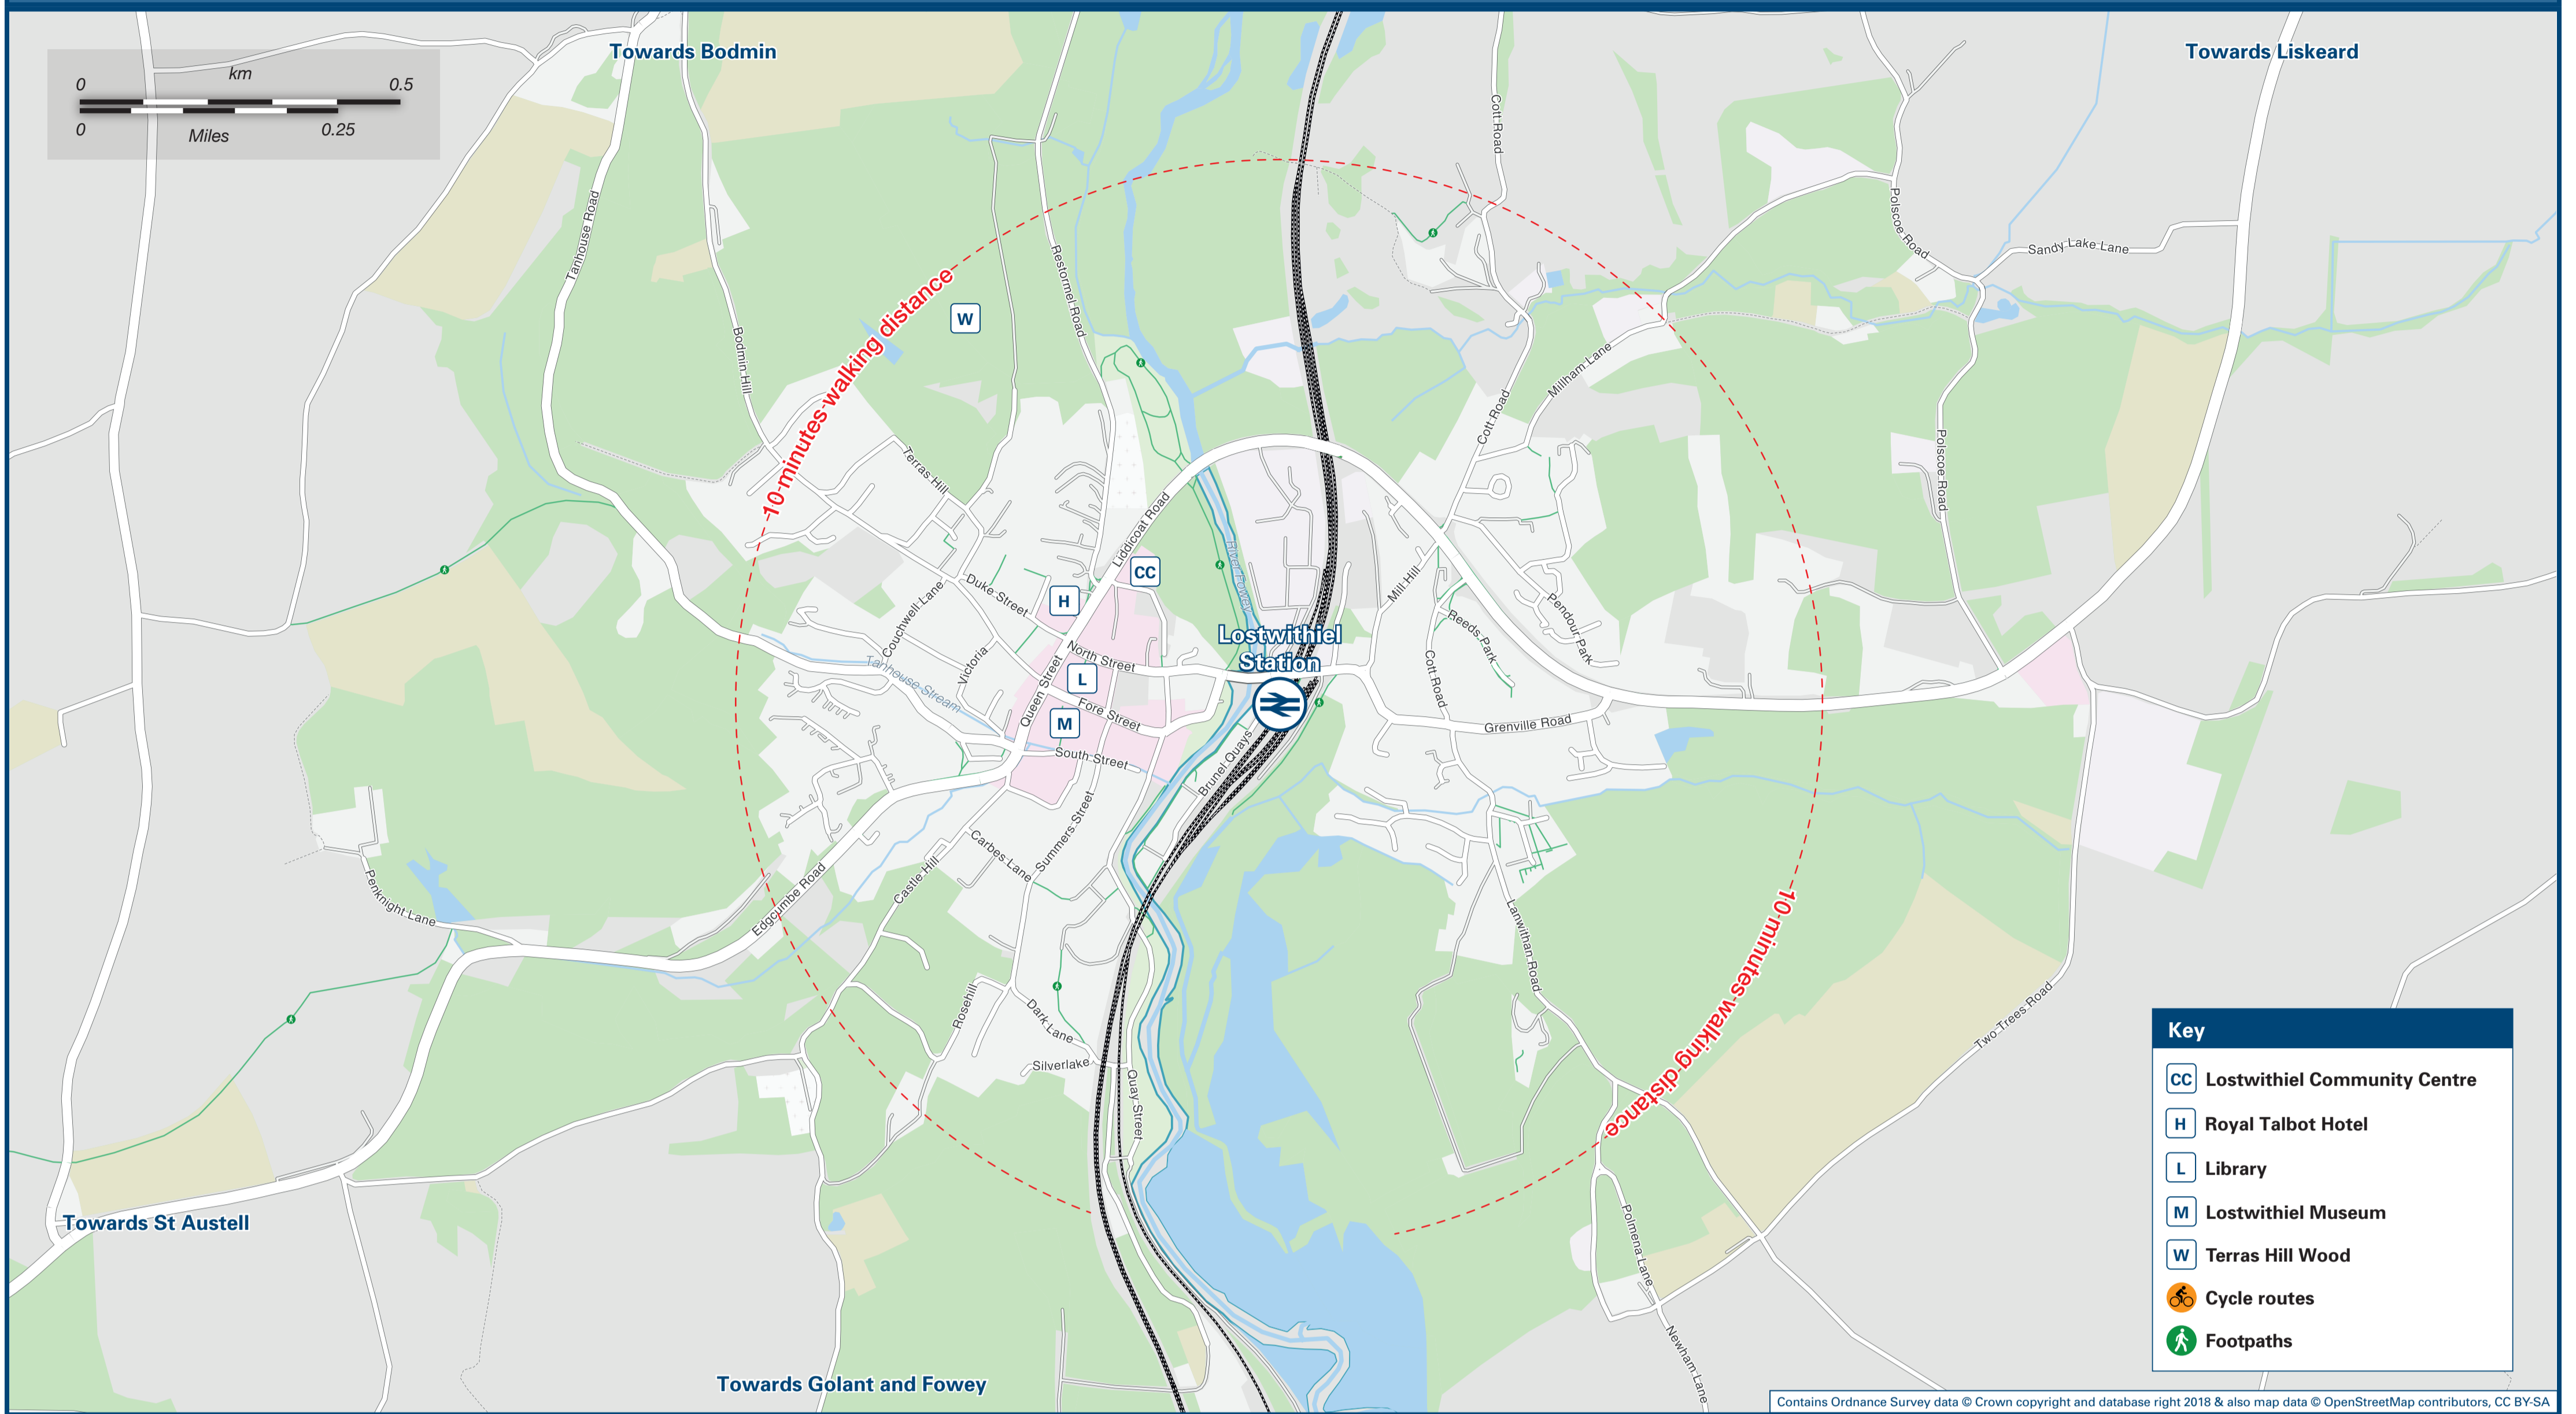 Towards Bodmin
Towards Liskeard
km
0 0.5
0 0.25
Miles
Cott Road
Tanhouse Road
Polscoe Road
Sandy Lake Lane
Restormel Road
10 minutes walking distance
W
Bodmin Hill
Millham Lane
Cott Road
Terras Hill
Polscoe Road
Liddicoat Road
River Fowey
CC
Duke Street
H
Mill Hill
Couchwell Lane
Pendour Park
Reeds Park
Lostwithiel
Station
North Street
Victoria
Tanhouse Stream
L
Queen Street
Cott Road
Fore Street
M
Grenville Road
South Street
Brunel Quays
Summers Street
Carbes Lane
Castle Hill
Penknight Lane
Edgcumbe Road
Lanwithan Road
10 minutes walking distance
Rosehill
Dark Lane
Two Trees Road
Silverlake
Quay Street
Towards St Austell
Polmena Lane
Newham Lane
Towards Golant and Fowey
Key
CC Lostwithiel Community Centre
H Royal Talbot Hotel
L Library
M Lostwithiel Museum
W Terras Hill Wood
Cycle routes
Footpaths
Contains Ordnance Survey data © Crown copyright and database right 2018 & also map data © OpenStreetMap contributors, CC BY-SA